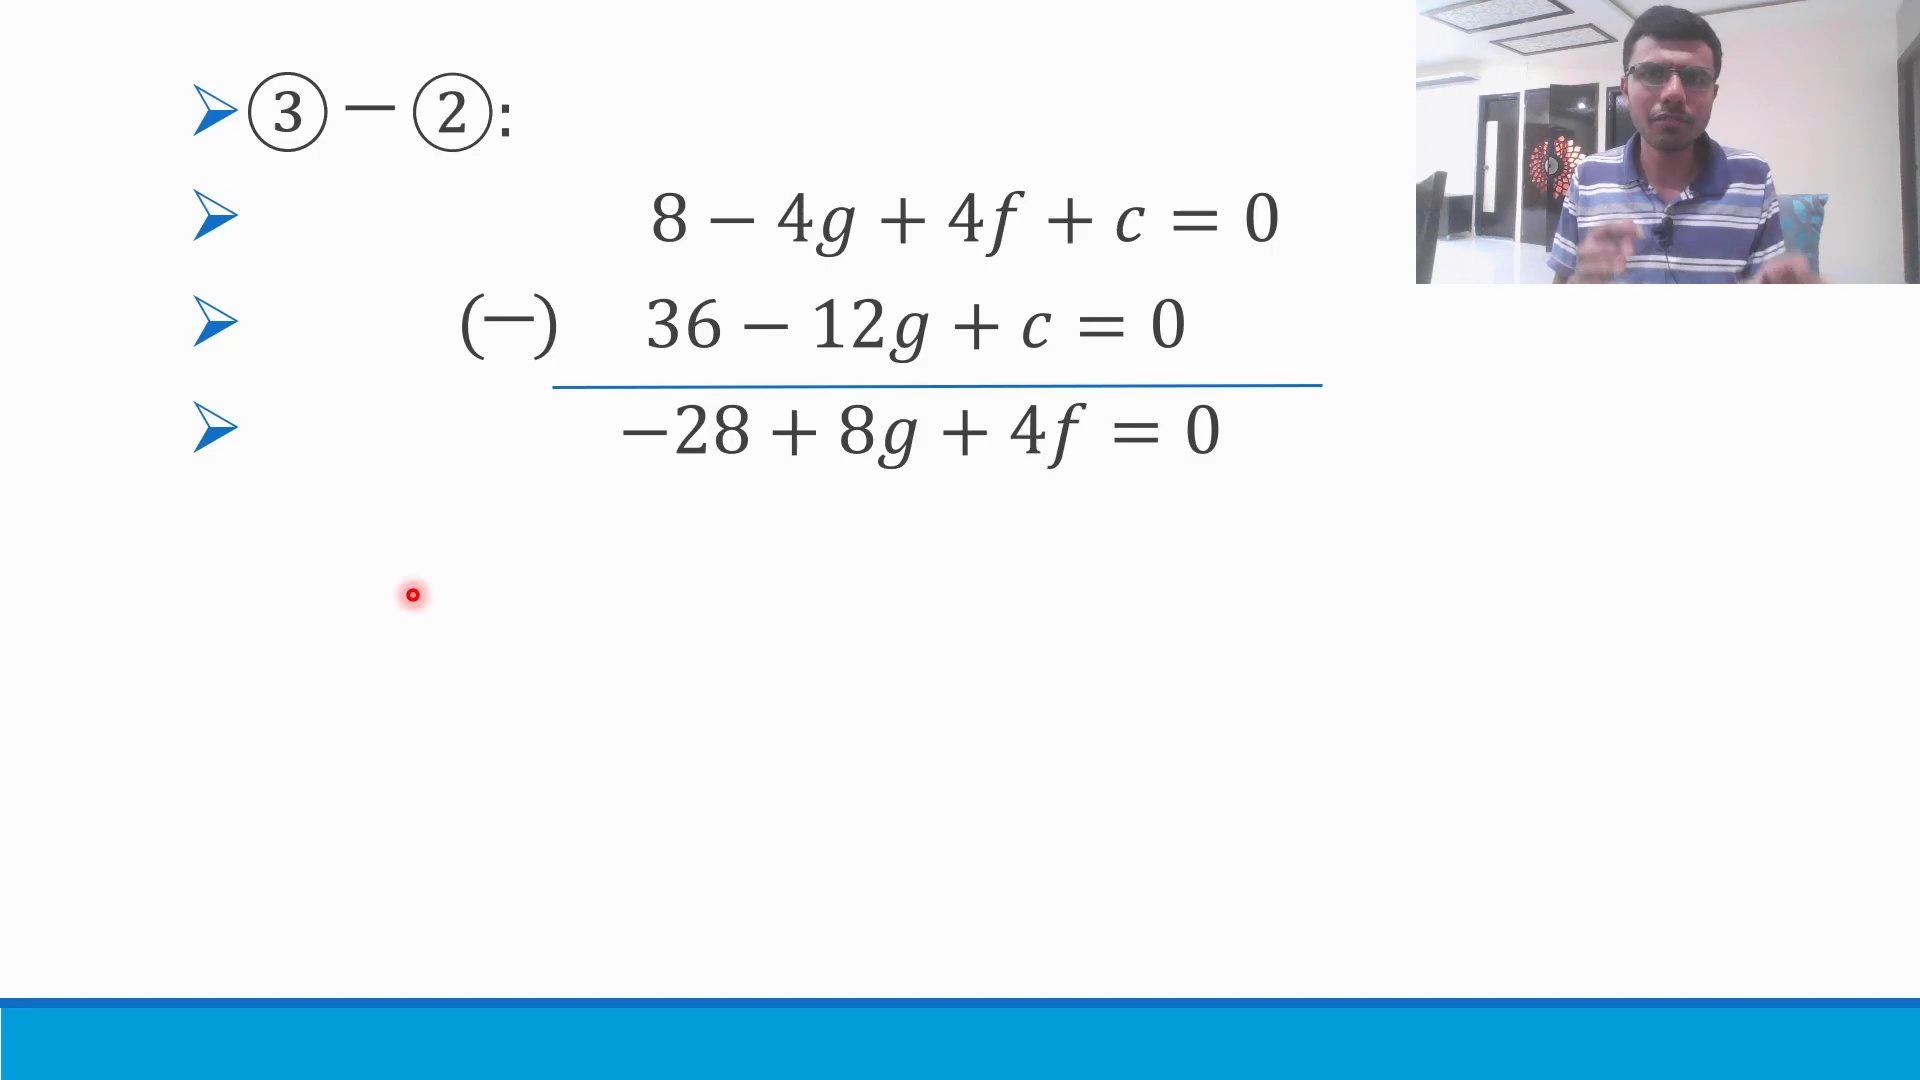 ③ − ②:
8 − 4g + 4f + c = 0
(−) 36 − 12g + c = 0
−28 + 8g + 4f = 0